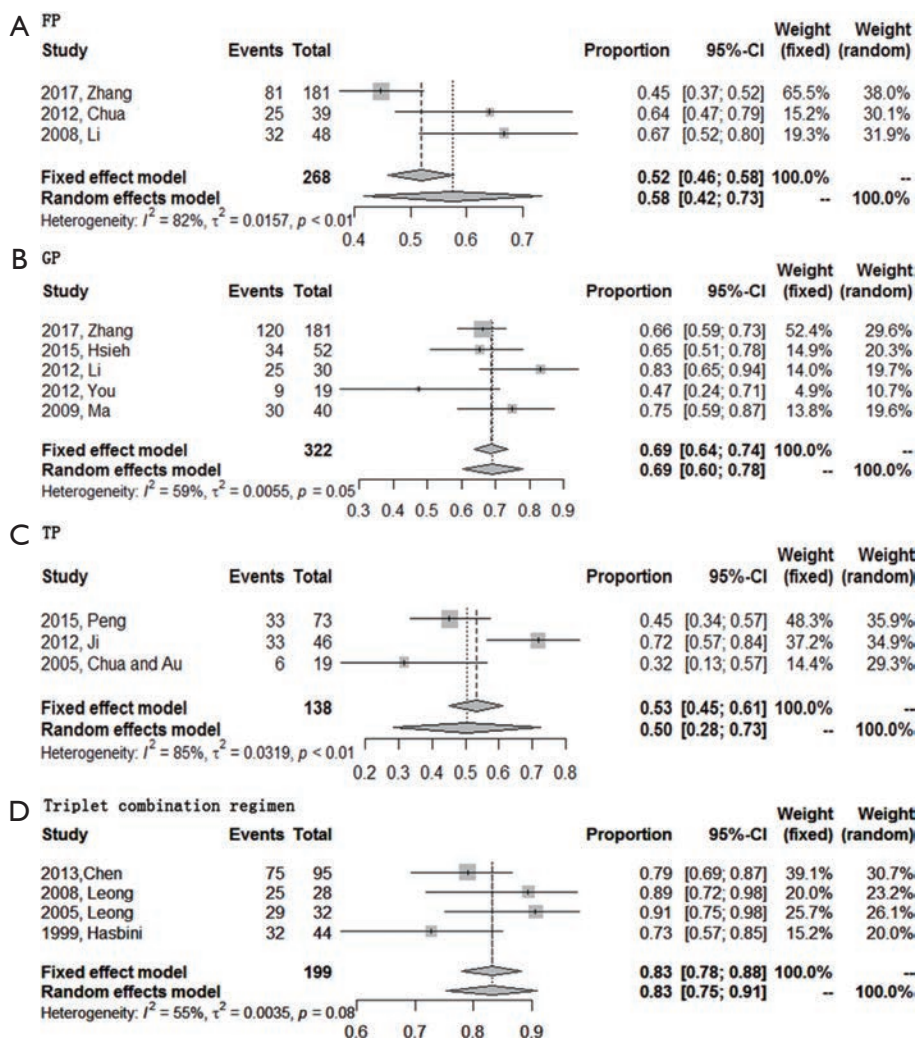 A FP
Weight Weight
Study Events Total Proportion 95%-CI (fixed) (random)
2017, Zhang 81 181 0.45 [0.37; 0.52] 65.5% 38.0%
2012, Chua 25 39 0.64 [0.47; 0.79] 15.2% 30.1%
2008, Li 32 48 0.67 [0.52; 0.80] 19.3% 31.9%
Fixed effect model 268 0.52 [0.46; 0.58] 100.0% --
Random effects model 0.58 [0.42; 0.73] -- 100.0%
Heterogeneity: I² = 82%, τ² = 0.0157, p < 0.01
0.4 0.5 0.6 0.7
B GP
Weight Weight
Study Events Total Proportion 95%-CI (fixed) (random)
2017, Zhang 120 181 0.66 [0.59; 0.73] 52.4% 29.6%
2015, Hsieh 34 52 0.65 [0.51; 0.78] 14.9% 20.3%
2012, Li 25 30 0.83 [0.65; 0.94] 14.0% 19.7%
2012, You 9 19 0.47 [0.24; 0.71] 4.9% 10.7%
2009, Ma 30 40 0.75 [0.59; 0.87] 13.8% 19.6%
Fixed effect model 322 0.69 [0.64; 0.74] 100.0% --
Random effects model 0.69 [0.60; 0.78] -- 100.0%
Heterogeneity: I² = 59%, τ² = 0.0055, p = 0.05
0.3 0.4 0.5 0.6 0.7 0.8 0.9
C TP
Weight Weight
Study Events Total Proportion 95%-CI (fixed) (random)
2015, Peng 33 73 0.45 [0.34; 0.57] 48.3% 35.9%
2012, Ji 33 46 0.72 [0.57; 0.84] 37.2% 34.9%
2005, Chua and Au 6 19 0.32 [0.13; 0.57] 14.4% 29.3%
Fixed effect model 138 0.53 [0.45; 0.61] 100.0% --
Random effects model 0.50 [0.28; 0.73] -- 100.0%
Heterogeneity: I² = 85%, τ² = 0.0319, p < 0.01
0.2 0.3 0.4 0.5 0.6 0.7 0.8
D Triplet combination regimen
Weight Weight
Study Events Total Proportion 95%-CI (fixed) (random)
2013,Chen 75 95 0.79 [0.69; 0.87] 39.1% 30.7%
2008, Leong 25 28 0.89 [0.72; 0.98] 20.0% 23.2%
2005, Leong 29 32 0.91 [0.75; 0.98] 25.7% 26.1%
1999, Hasbini 32 44 0.73 [0.57; 0.85] 15.2% 20.0%
Fixed effect model 199 0.83 [0.78; 0.88] 100.0% --
Random effects model 0.83 [0.75; 0.91] -- 100.0%
Heterogeneity: I² = 55%, τ² = 0.0035, p = 0.08
0.6 0.7 0.8 0.9